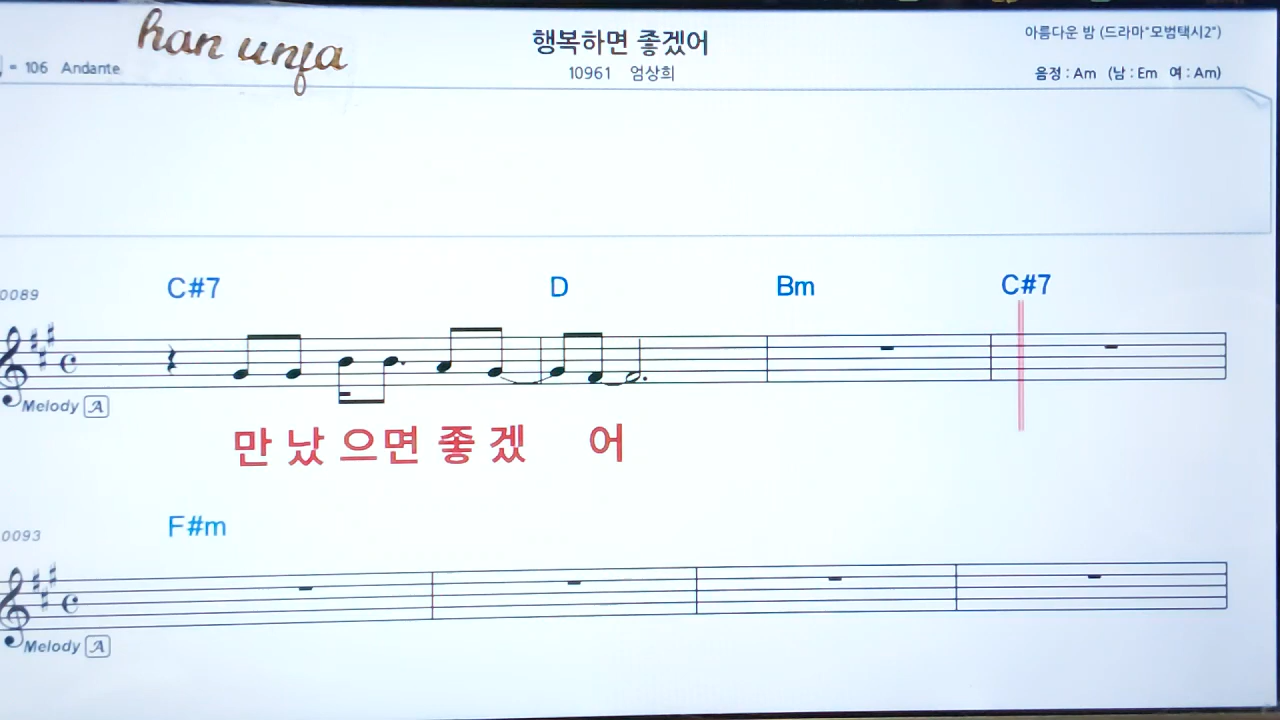 han unja
행복하면 좋겠어
아름다운 밤 (드라마"모범택시2")
= 106 Andante
10961 엄상희
음정 : Am (남 : Em 여 : Am)
0089
C#7 D Bm C#7
Melody A
만 났 으면 좋 겠 어
0093
F#m
Melody A